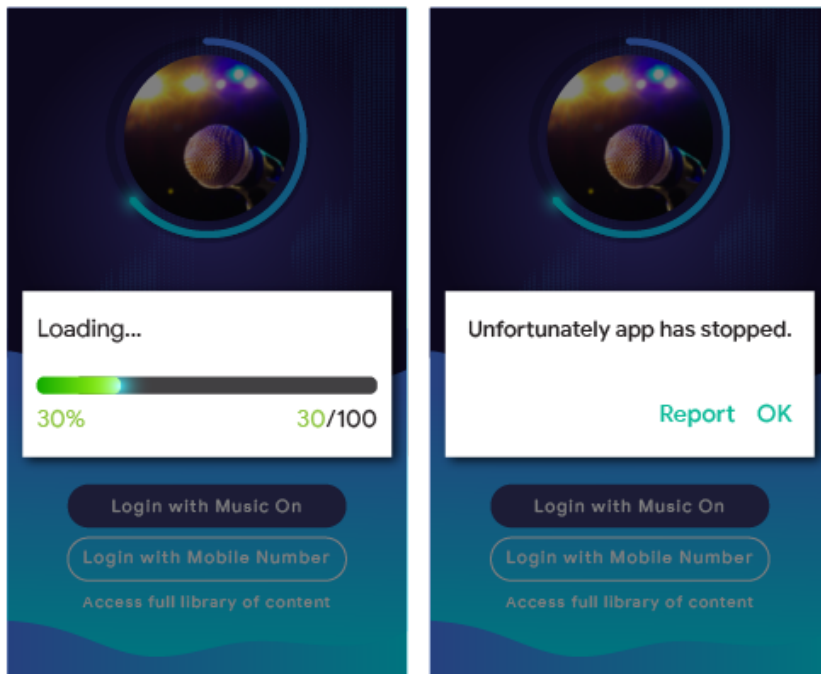 Loading...
30% 30/100
Login with Music On
Login with Mobile Number
Access full library of content
Unfortunately app has stopped.
Report OK
Login with Music On
Login with Mobile Number
Access full library of content